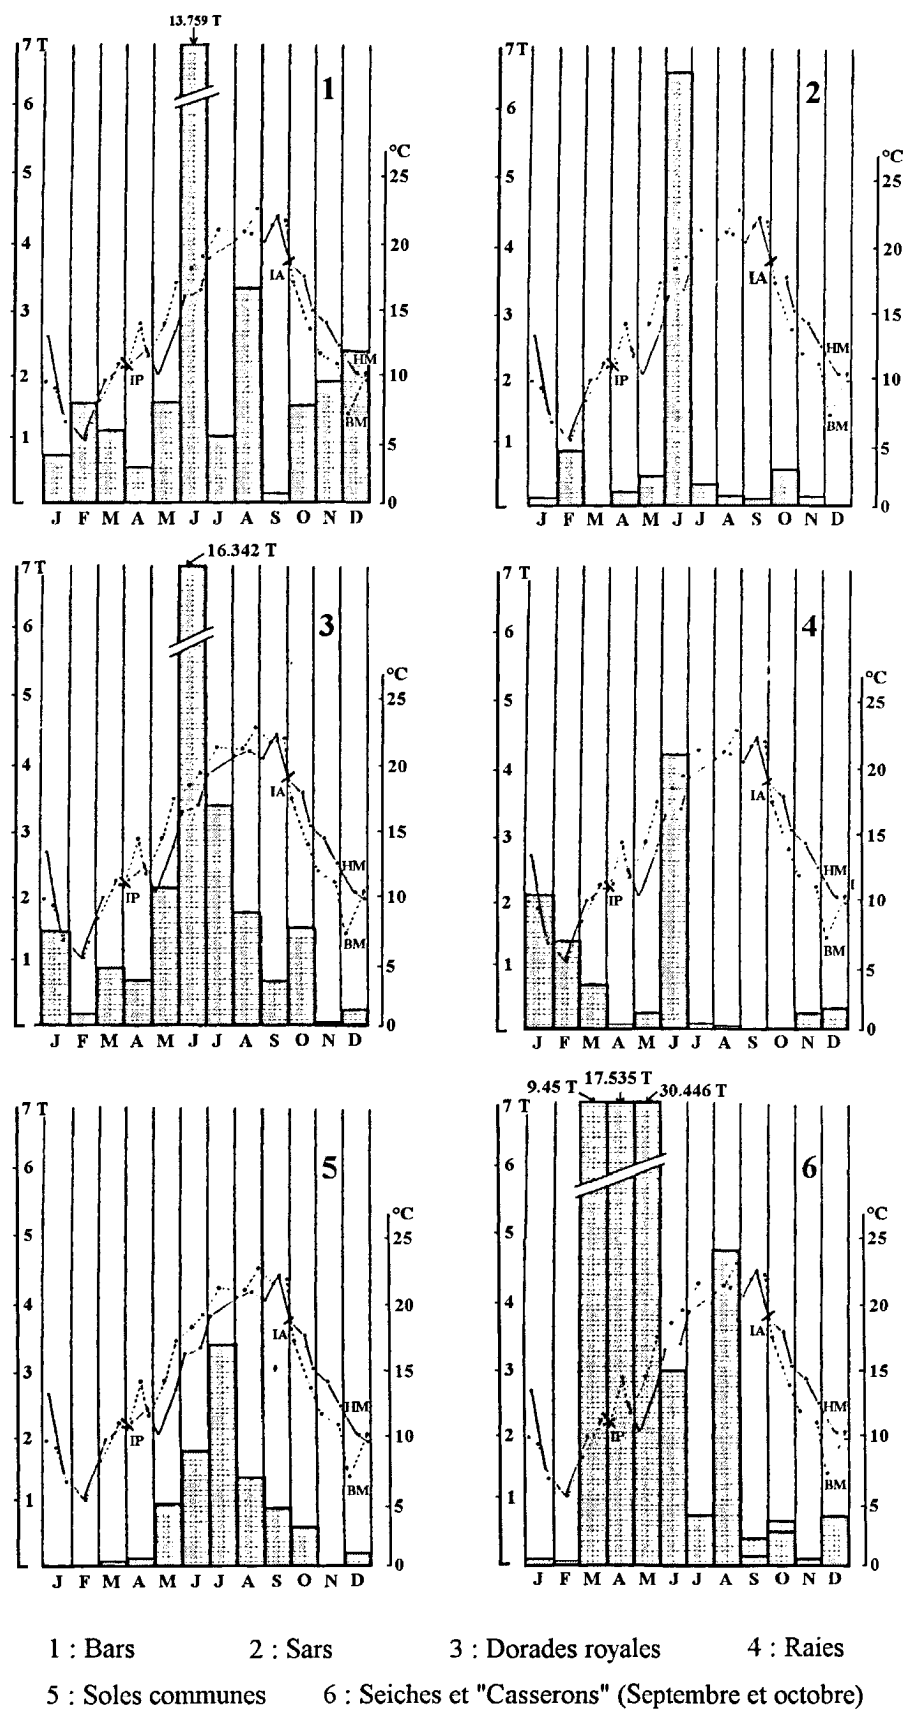 13.759 T
7 T
1
6
5
4
3
2
1
°C
25
20
15
10
5
0
IA
IP
HM
BM
J F M A M J J A S O N D
7 T
2
6
5
4
3
2
1
°C
25
20
15
10
5
0
IA
IP
HM
BM
J F M A M J J A S O N D
16.342 T
7 T
3
6
5
4
3
2
1
°C
25
20
15
10
5
0
IA
IP
HM
BM
J F M A M J J A S O N D
7 T
4
6
5
4
3
2
1
°C
25
20
15
10
5
0
IA
IP
HM
BM
J F M A M J J A S O N D
7 T
5
6
5
4
3
2
1
°C
25
20
15
10
5
0
IA
IP
HM
BM
J F M A M J J A S O N D
9.45 T 17.535 T 30.446 T
7 T
6
6
5
4
3
2
1
°C
25
20
15
10
5
0
IA
IP
HM
BM
J F M A M J J A S O N D
1 : Bars 2 : Sars 3 : Dorades royales 4 : Raies
5 : Soles communes 6 : Seiches et "Casserons" (Septembre et octobre)